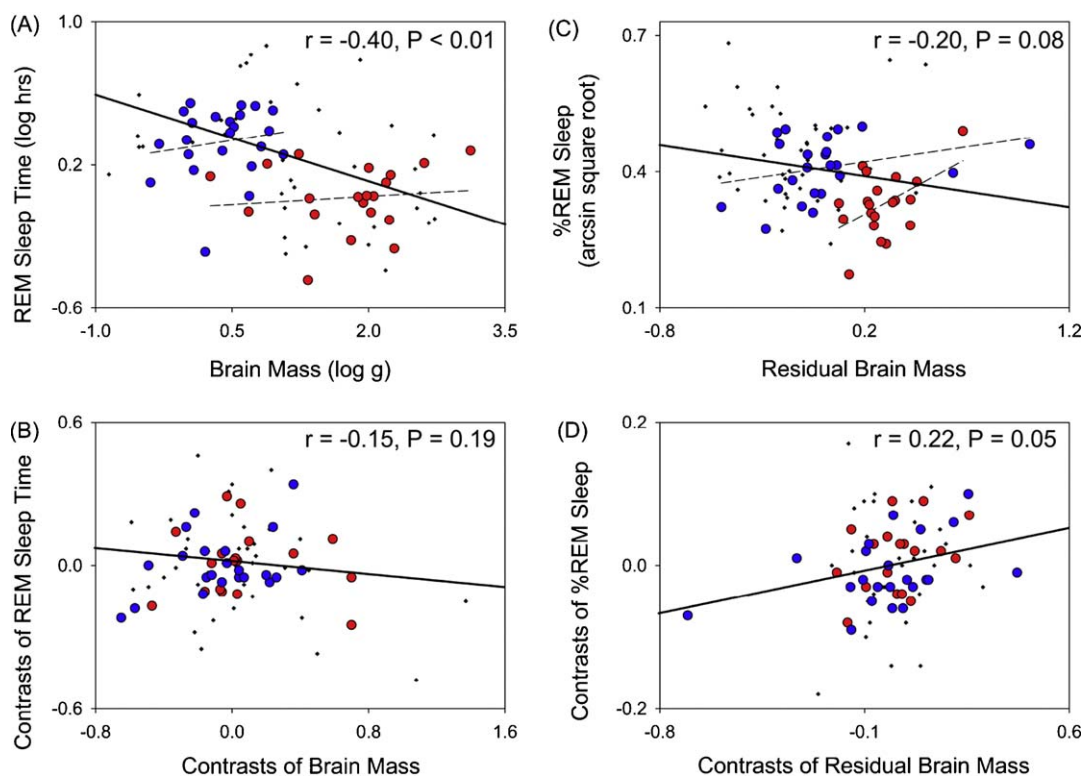 (A)
r = -0.40, P < 0.01
REM Sleep Time (log hrs)
1.0
0.2
-0.6
-1.0 0.5 2.0 3.5
Brain Mass (log g)
(C)
r = -0.20, P = 0.08
%REM Sleep
(arcsin square root)
0.7
0.4
0.1
-0.8 0.2 1.2
Residual Brain Mass
(B)
r = -0.15, P = 0.19
Contrasts of REM Sleep Time
0.6
0.0
-0.6
-0.8 0.0 0.8 1.6
Contrasts of Brain Mass
(D)
r = 0.22, P = 0.05
Contrasts of %REM Sleep
0.2
0.0
-0.2
-0.8 -0.1 0.6
Contrasts of Residual Brain Mass